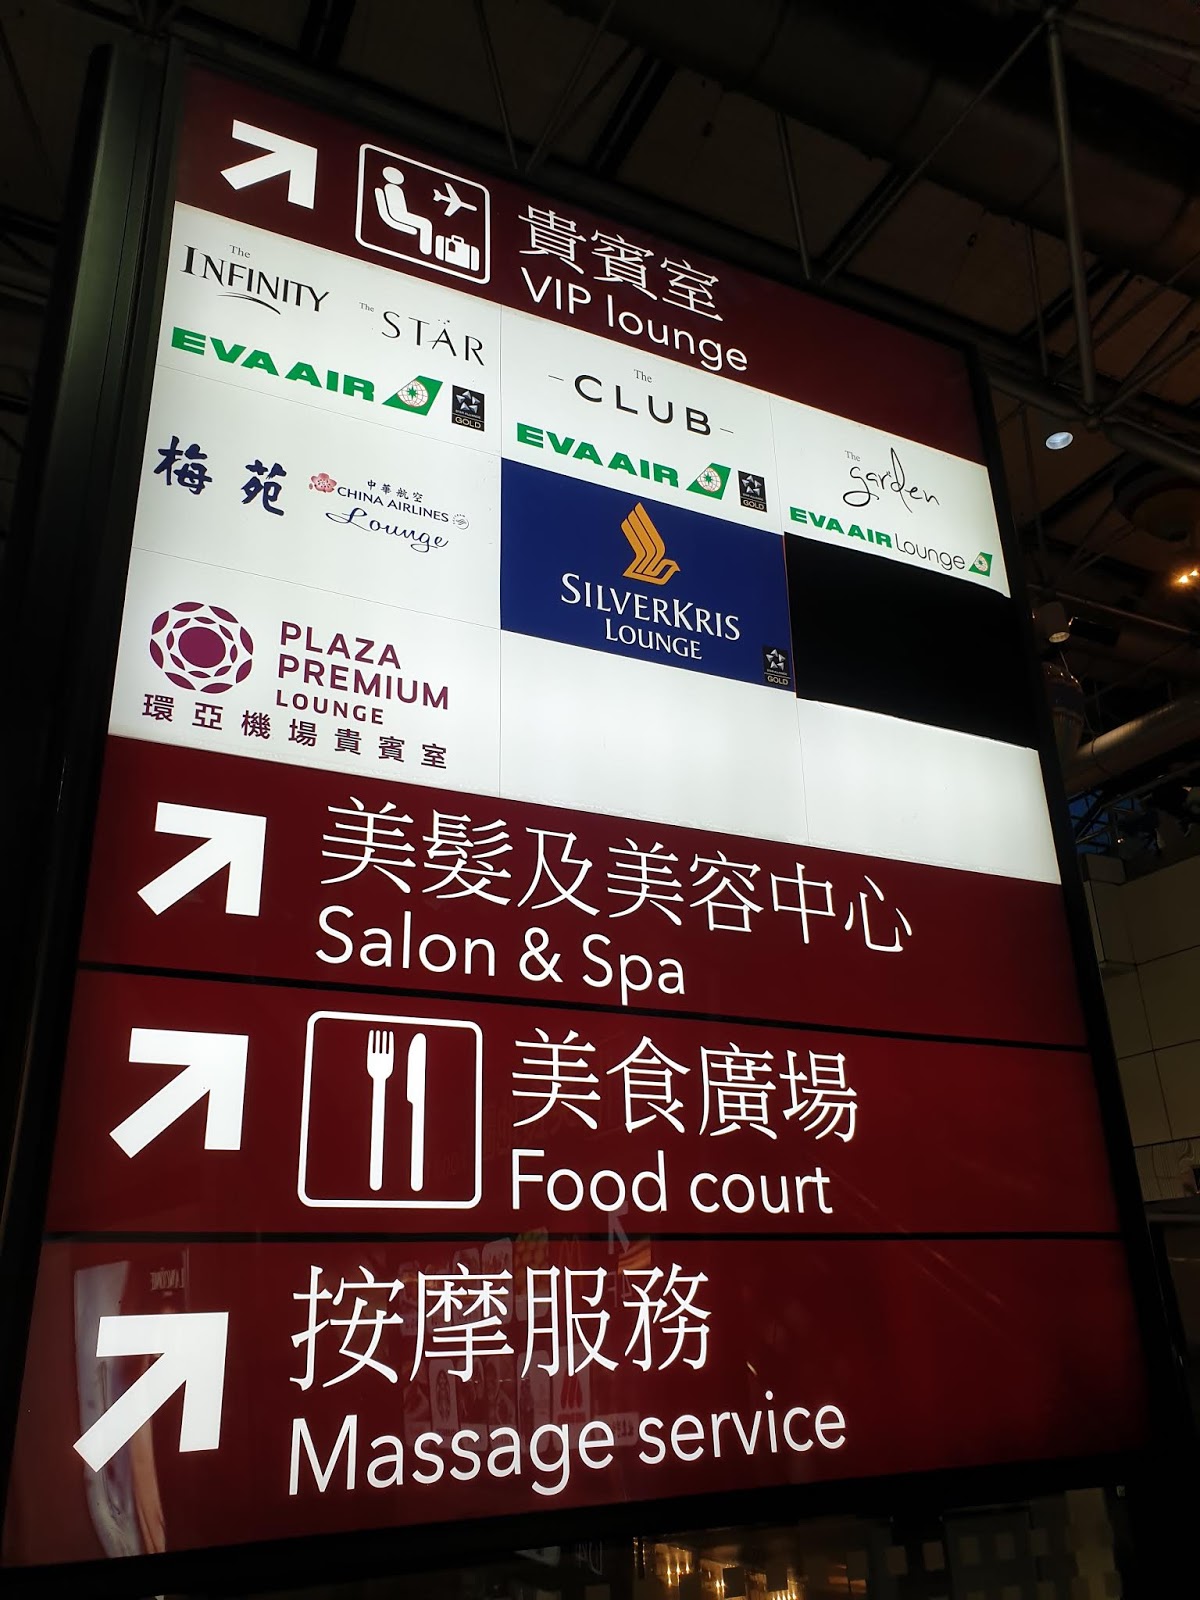 貴賓室
VIP lounge
The
INFINITY
The
STAR
EVA AIR
GOLD
The
CLUB
EVA AIR
GOLD
The
garden
EVA AIR Lounge
梅苑
中華航空
CHINA AIRLINES
Lounge
SILVERKRIS
LOUNGE
GOLD
PLAZA
PREMIUM
LOUNGE
環亞機場貴賓室
美髮及美容中心
Salon & Spa
美食廣場
Food court
按摩服務
Massage service